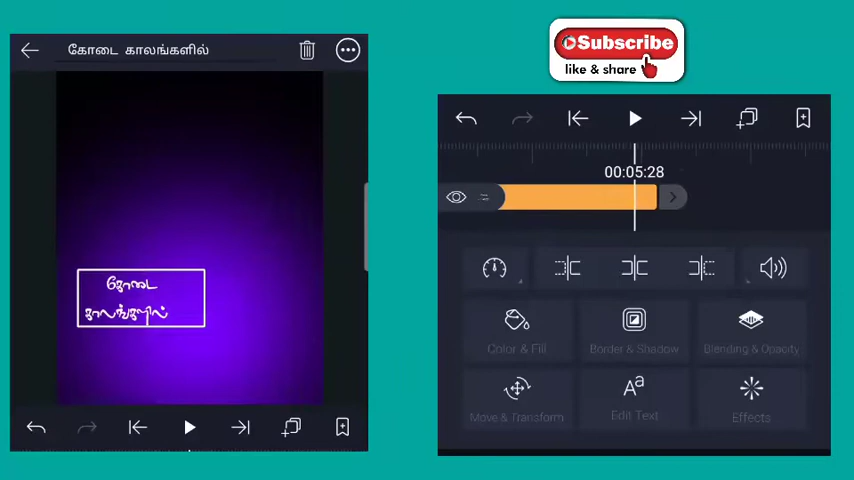 கோடை காலங்களில்
Subscribe
like & share
00:05:28
கோடை
காலங்களில்
Color & Fill
Border & Shadow
Blending & Opacity
Move & Transform
Edit Text
Effects